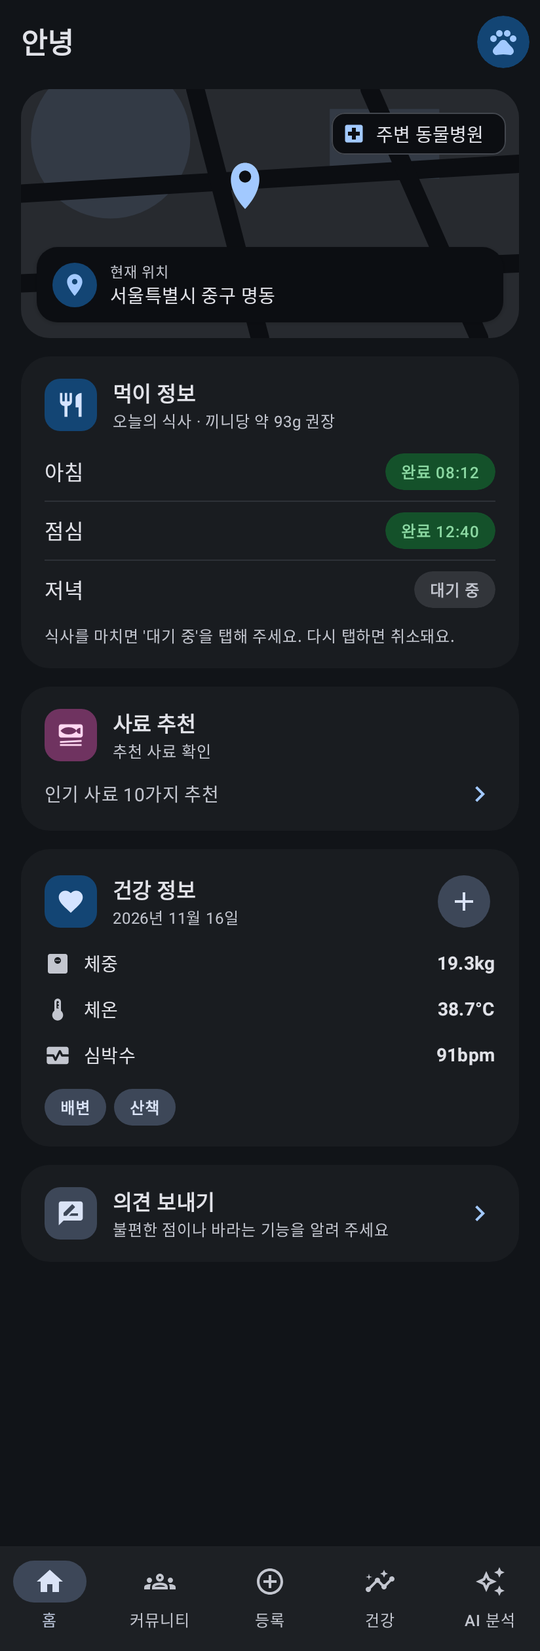 안녕
주변 동물병원
현재 위치
서울특별시 중구 명동
먹이 정보
오늘의 식사 · 끼니당 약 93g 권장
아침
완료 08:12
점심
완료 12:40
저녁
대기 중
식사를 마치면 '대기 중'을 탭해 주세요. 다시 탭하면 취소돼요.
사료 추천
추천 사료 확인
인기 사료 10가지 추천
건강 정보
2026년 11월 16일
체중
19.3kg
체온
38.7°C
심박수
91bpm
배변
산책
의견 보내기
불편한 점이나 바라는 기능을 알려 주세요
홈
커뮤니티
등록
건강
AI 분석